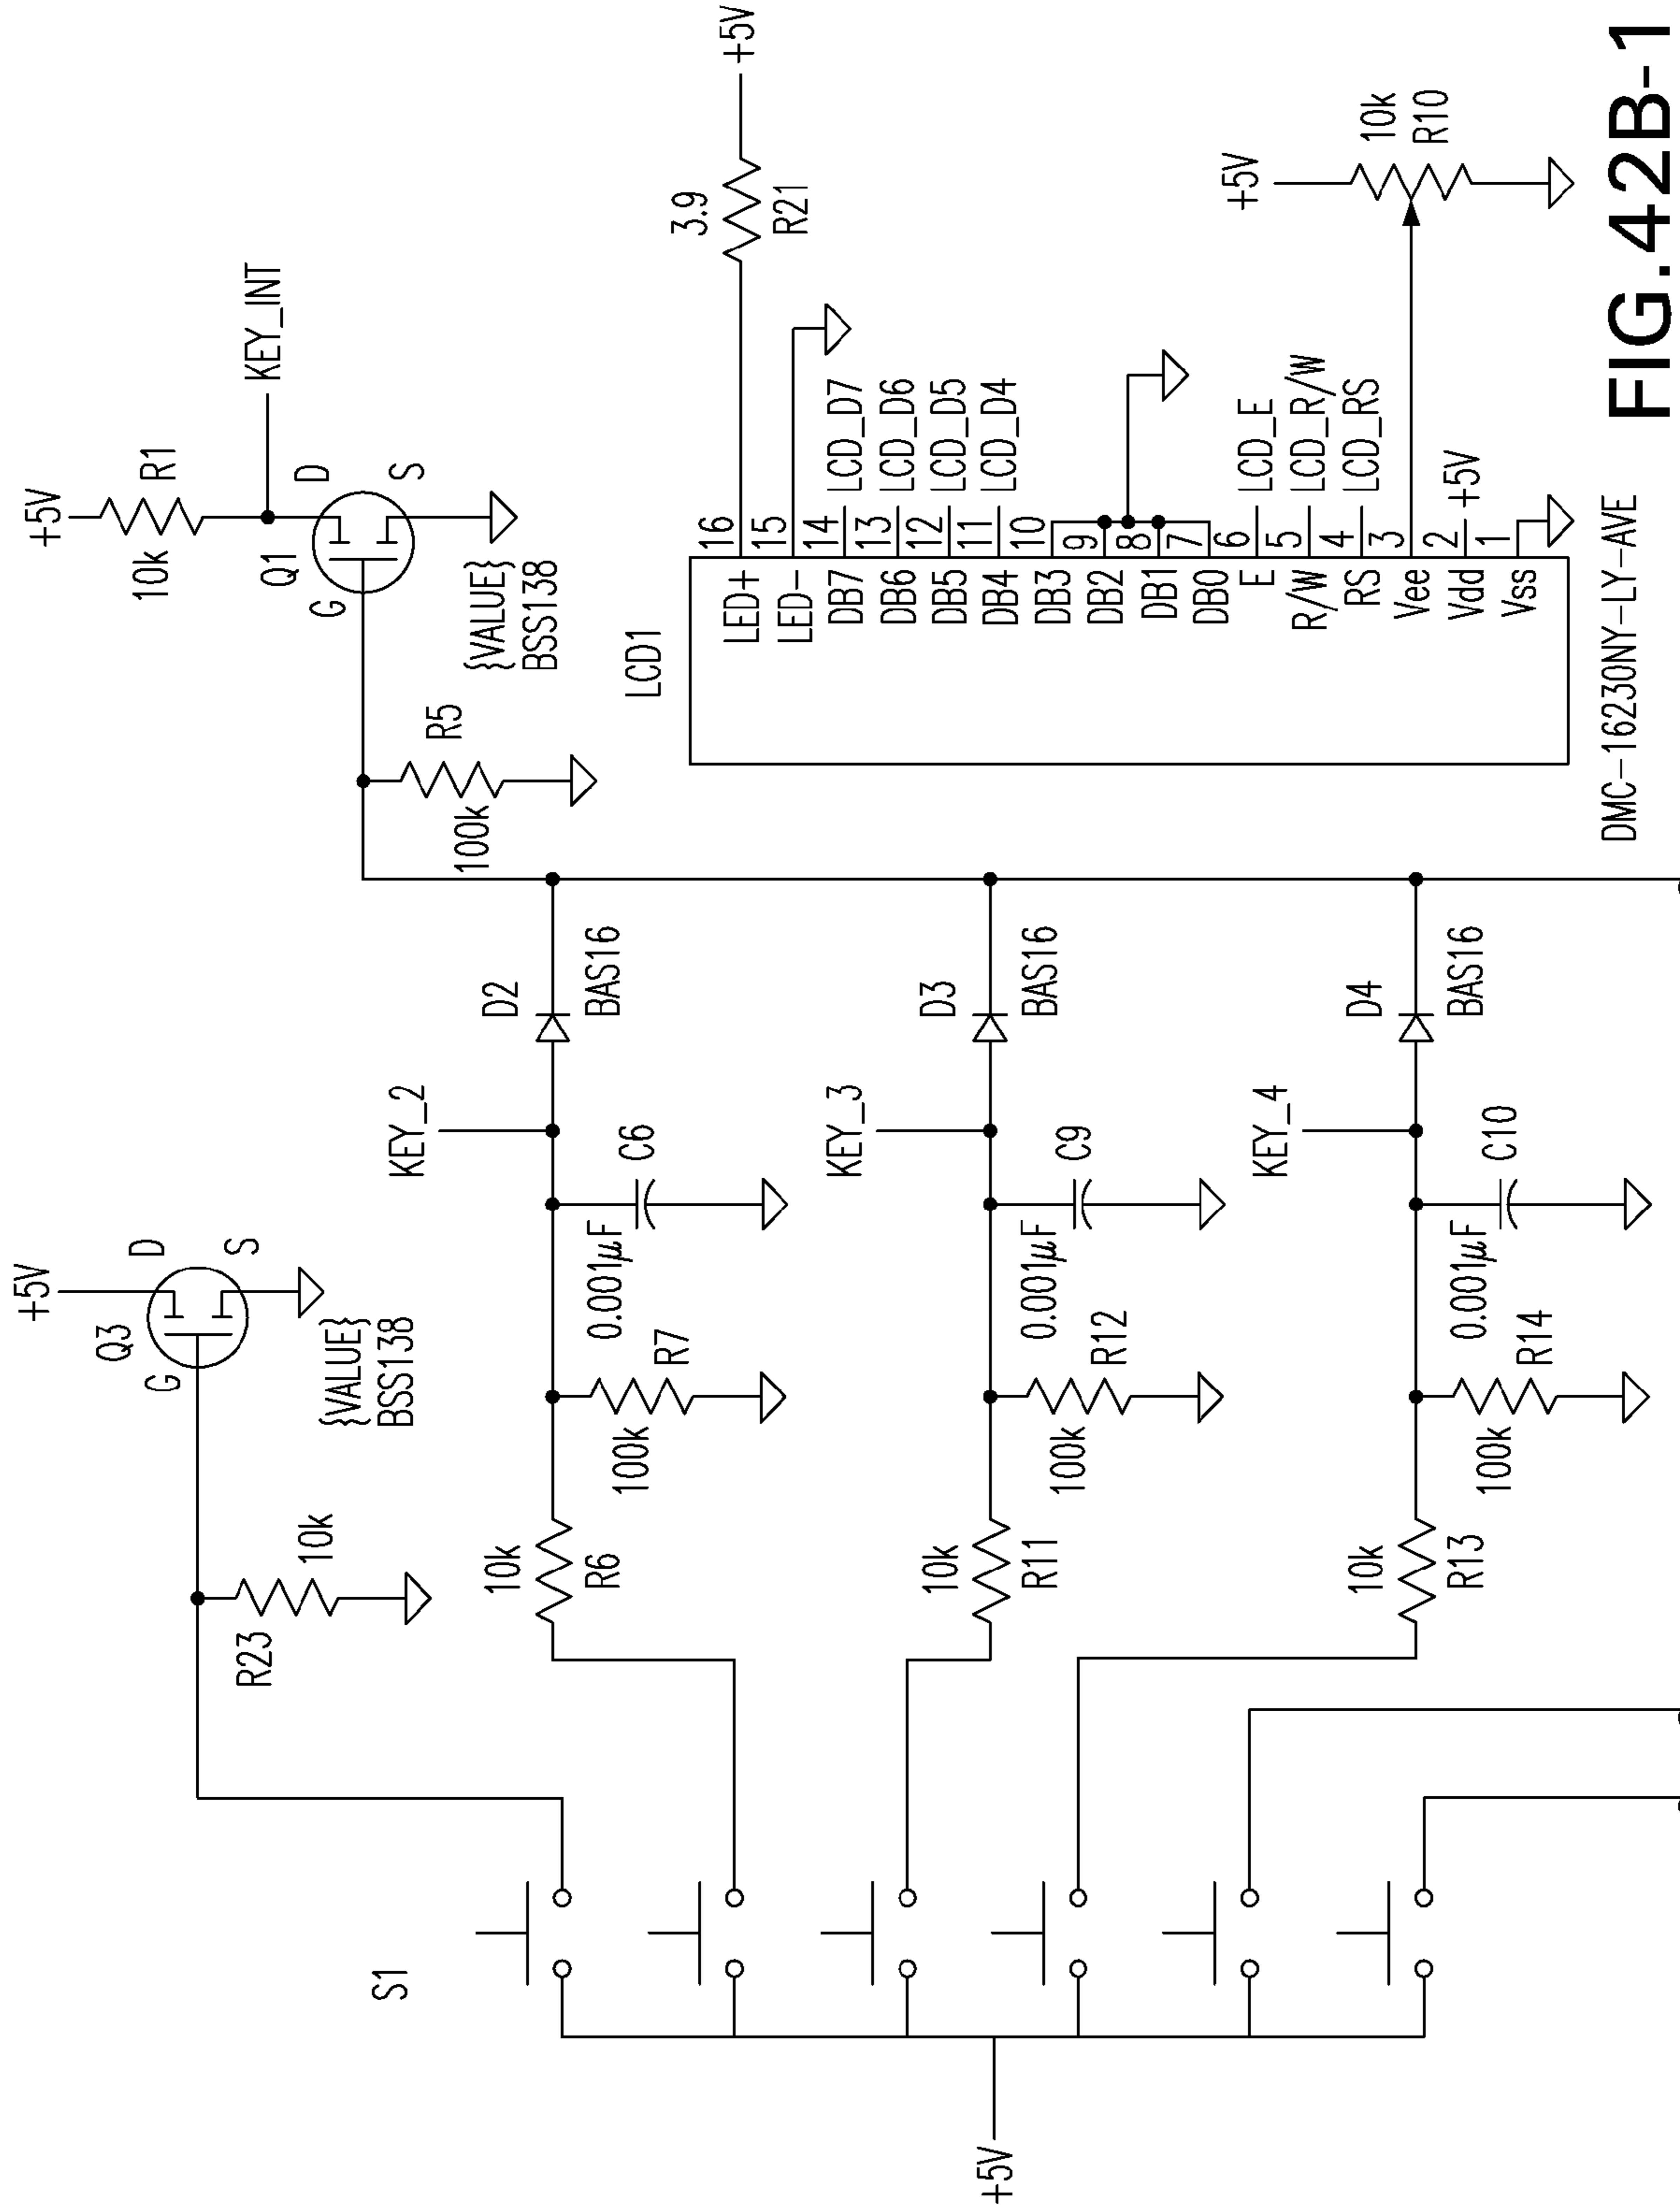 +5V
10k
R1
KEY_INT
Q1
D
G
S
{VALUE}
BSS138
R5
100k
+5V
Q3
D
G
S
{VALUE}
BSS138
R23
10k
S1
+5V
10k
R6
100k
R7
0.001µF
C6
KEY_2
D2
BAS16
10k
R11
100k
R12
0.001µF
C9
KEY_3
D3
BAS16
10k
R13
100k
R14
0.001µF
C10
KEY_4
D4
BAS16
LCD1
LED+ 16
3.9
R21
+5V
LED- 15
DB7 14 LCD_D7
DB6 13 LCD_D6
DB5 12 LCD_D5
DB4 11 LCD_D4
DB3 10
DB2 9
DB1 8
DB0 7
E 6 LCD_E
R/W 5 LCD_R/W
RS 4 LCD_RS
Vee 3
Vdd 2 +5V
Vss 1
+5V
10k
R10
DMC-16230NY-LY-AVE
FIG.42B-1